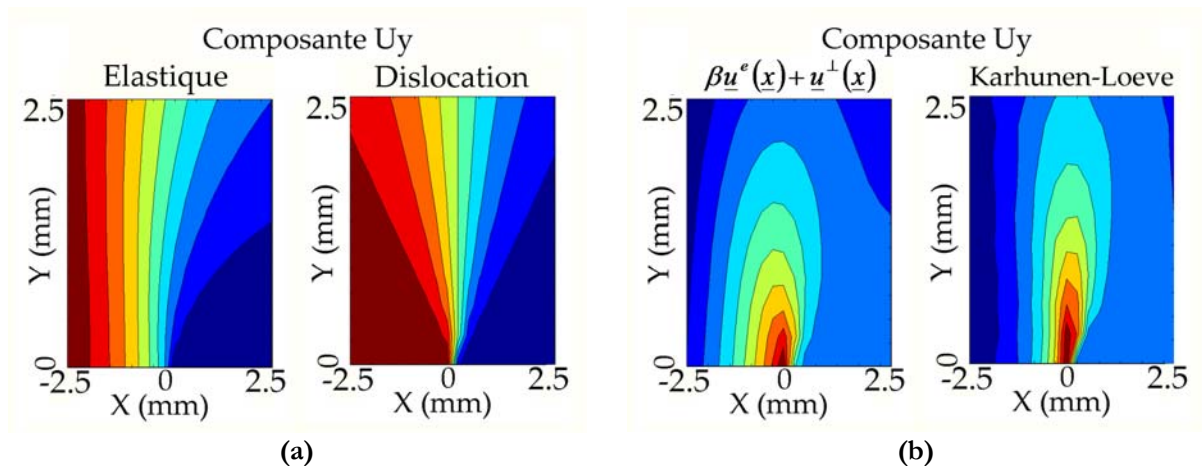 Composante Uy
Elastique
Dislocation
2.5
Y (mm)
0
-2.5 0 2.5
X (mm)
2.5
Y (mm)
0
-2.5 0 2.5
X (mm)
(a)
Composante Uy
βu̲ᵉ(x̲)+u̲^⊥(x̲)
Karhunen-Loeve
2.5
Y (mm)
0
-2.5 0 2.5
X (mm)
2.5
Y (mm)
0
-2.5 0 2.5
X (mm)
(b)